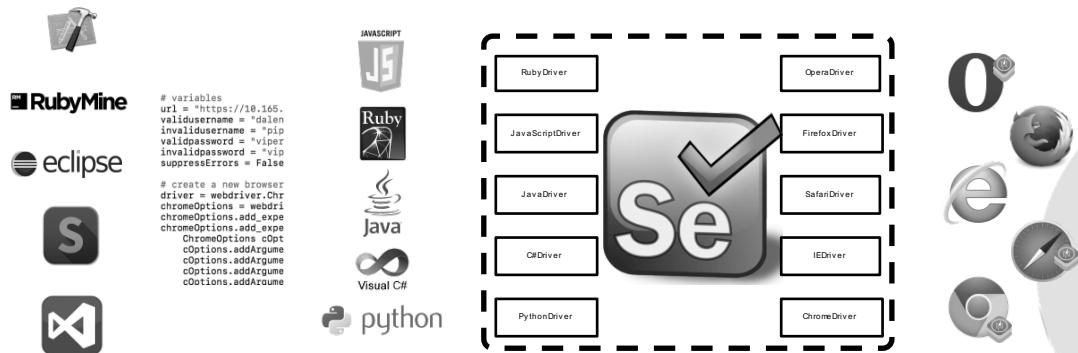 RM
RubyMine
eclipse
S
# variables
url = "https://10.165.
validusername = "dalen
invalidusername = "pip
validpassword = "viper
invalidpassword = "vip
suppressErrors = False
# create a new browser
driver = webdriver.Chr
chromeOptions = webdri
chromeOptions.add_expe
chromeOptions.add_expe
ChromeOptions cOpt
cOptions.addArgume
cOptions.addArgume
cOptions.addArgume
cOptions.addArgume
JAVASCRIPT
JS
Ruby
Java
Visual C#
python
RubyDriver
JavaScriptDriver
JavaDriver
C#Driver
PythonDriver
Se
OperaDriver
FirefoxDriver
SafariDriver
IEDriver
ChromeDriver